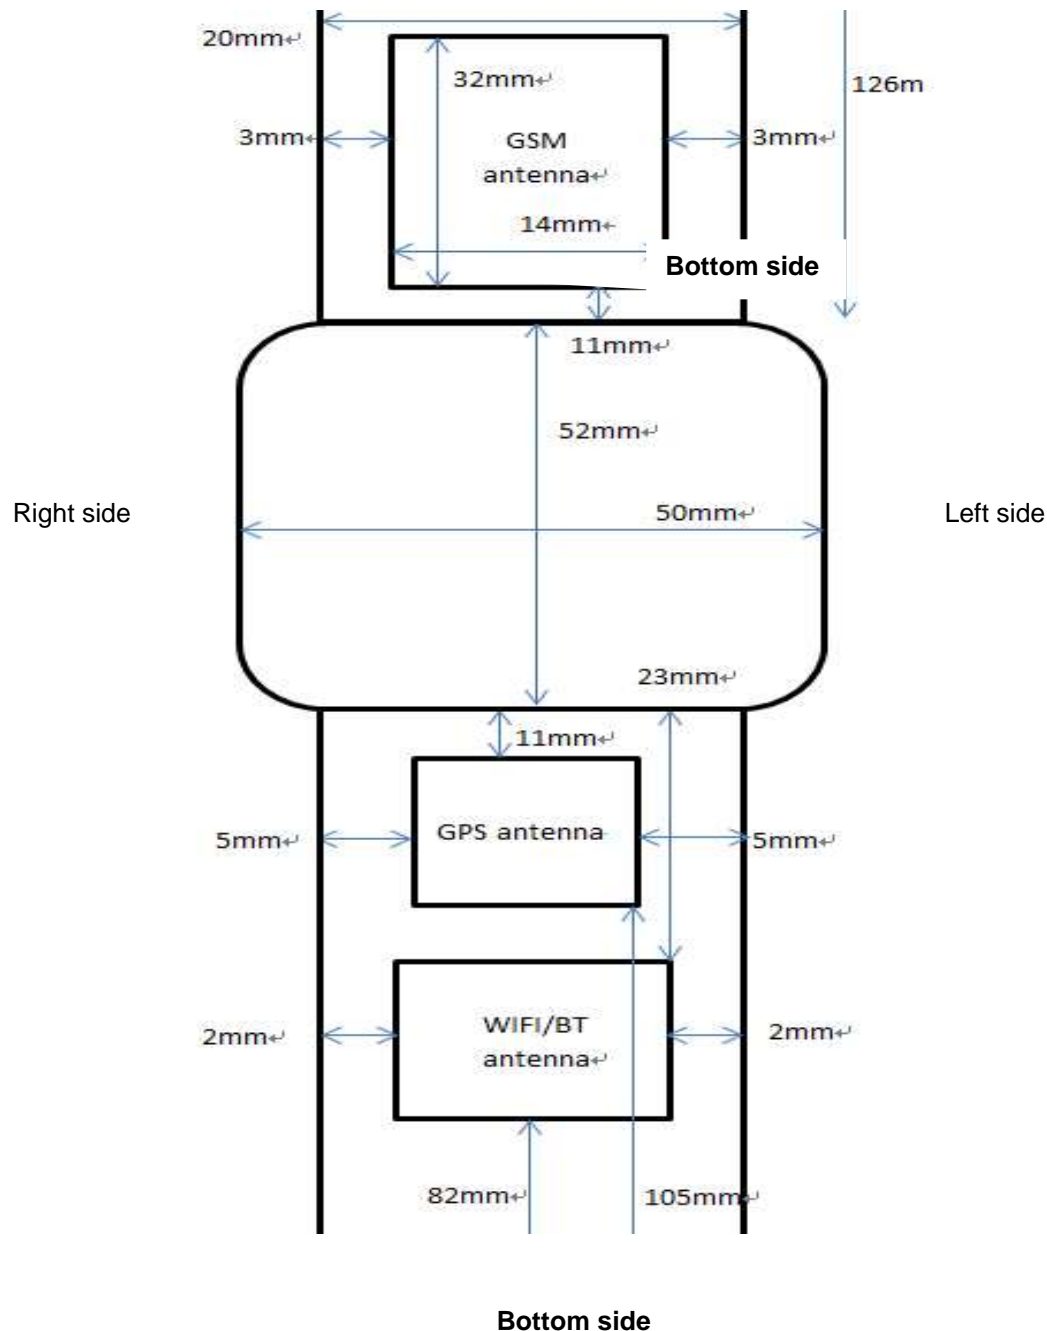 20mm
32mm
126m
3mm
GSM
antenna
3mm
14mm
Bottom side
11mm
52mm
Right side
50mm
Left side
23mm
11mm
5mm
GPS antenna
5mm
2mm
WIFI/BT
antenna
2mm
82mm
105mm
Bottom side